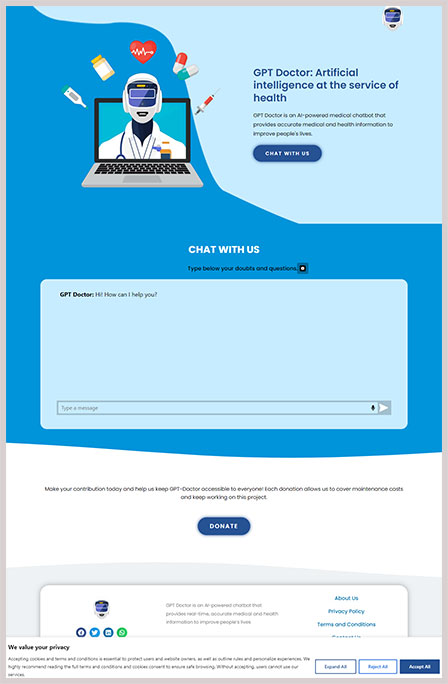 GPT Doctor: Artificial
intelligence at the service of
health
GPT Doctor is an AI-powered medical chatbot that
provides accurate medical and health information to
improve people's lives.
CHAT WITH US
CHAT WITH US
Type below your doubts and questions.
GPT Doctor: Hi! How can I help you?
Type a message
Make your contribution today and help us keep GPT-Doctor accessible to everyone! Each donation allows us to cover maintenance costs
and keep working on this project.
DONATE
GPT Doctor is an AI-powered chatbot that
provides real-time, accurate medical and health
information to improve people's lives
About Us
Privacy Policy
Terms and Conditions
Contact Us
We value your privacy
Accepting cookies and terms and conditions is essential to protect users and website owners, as well as outline rules and personalize experiences. We
highly recommend reading the full terms and conditions and cookies consent to ensure safe browsing. Without accepting, users cannot use our
services.
Expand All
Reject All
Accept All